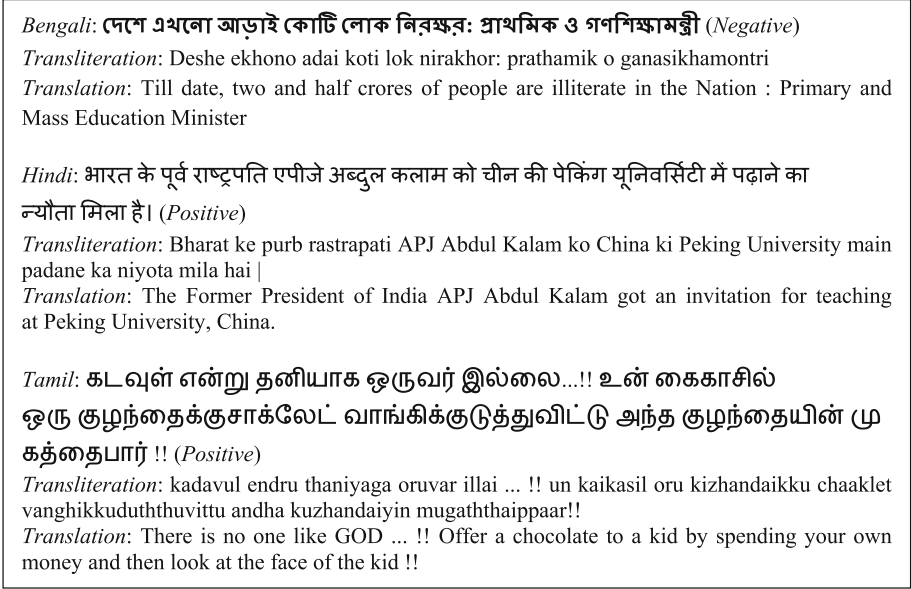 Bengali: দেশে এখনো আড়াই কোটি লোক নিরক্ষর: প্রাথমিক ও গণশিক্ষামন্ত্রী (Negative)
Transliteration: Deshe ekhono adai koti lok nirakhor: prathamik o ganasikhamontri
Translation: Till date, two and half crores of people are illiterate in the Nation : Primary and
Mass Education Minister
Hindi: भारत के पूर्व राष्ट्रपति एपीजे अब्दुल कलाम को चीन की पेकिंग यूनिवर्सिटी में पढ़ाने का
न्यौता मिला है। (Positive)
Transliteration: Bharat ke purb rastrapati APJ Abdul Kalam ko China ki Peking University main
padane ka niyota mila hai |
Translation: The Former President of India APJ Abdul Kalam got an invitation for teaching
at Peking University, China.
Tamil: கடவுள் என்று தனியாக ஒருவர் இல்லை...!! உன் கைகாசில்
ஒரு குழந்தைக்குசாக்லேட் வாங்கிக்குடுத்துவிட்டு அந்த குழந்தையின் மு
கத்தைபார் !! (Positive)
Transliteration: kadavul endru thaniyaga oruvar illai ... !! un kaikasil oru kizhandaikku chaaklet
vanghikkuduththuvittu andha kuzhandaiyin mugaththaippaar!!
Translation: There is no one like GOD ... !! Offer a chocolate to a kid by spending your own
money and then look at the face of the kid !!